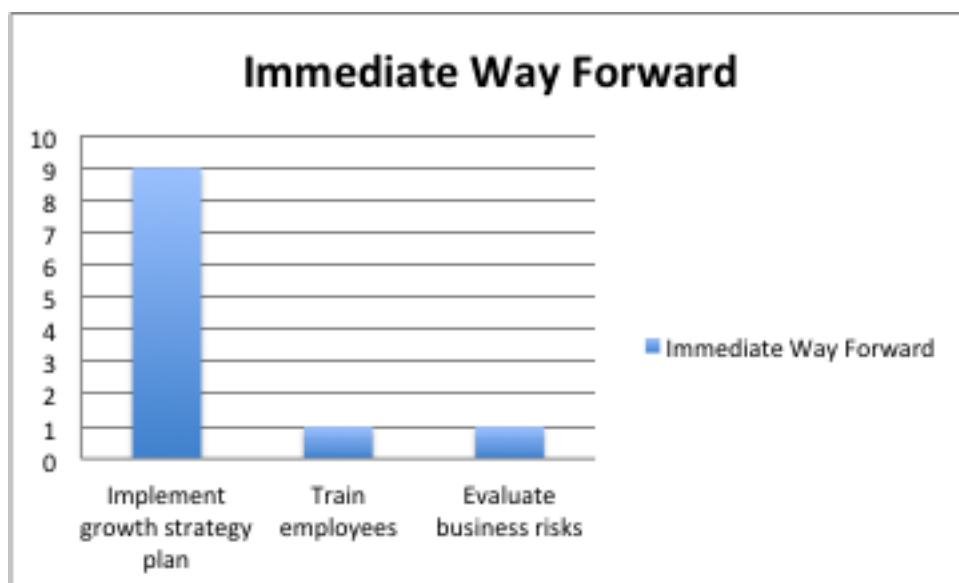 Immediate Way Forward
10
9
8
7
6
5
4
3
2
1
0
Implement
growth strategy
plan
Train
employees
Evaluate
business risks
Immediate Way Forward